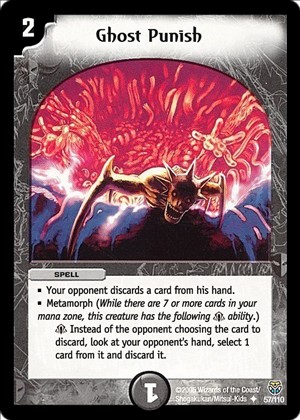 2
Ghost Punish
SPELL
▪ Your opponent discards a card from his hand.
▪ Metamorph (While there are 7 or more cards in
your mana zone, this creature has the following ability.)
Instead of the opponent choosing the card to
discard, look at your opponent's hand, select 1
card from it and discard it.
1
©2005 Wizards of the Coast/
Shogakukan/Mitsui-Kids 57/110